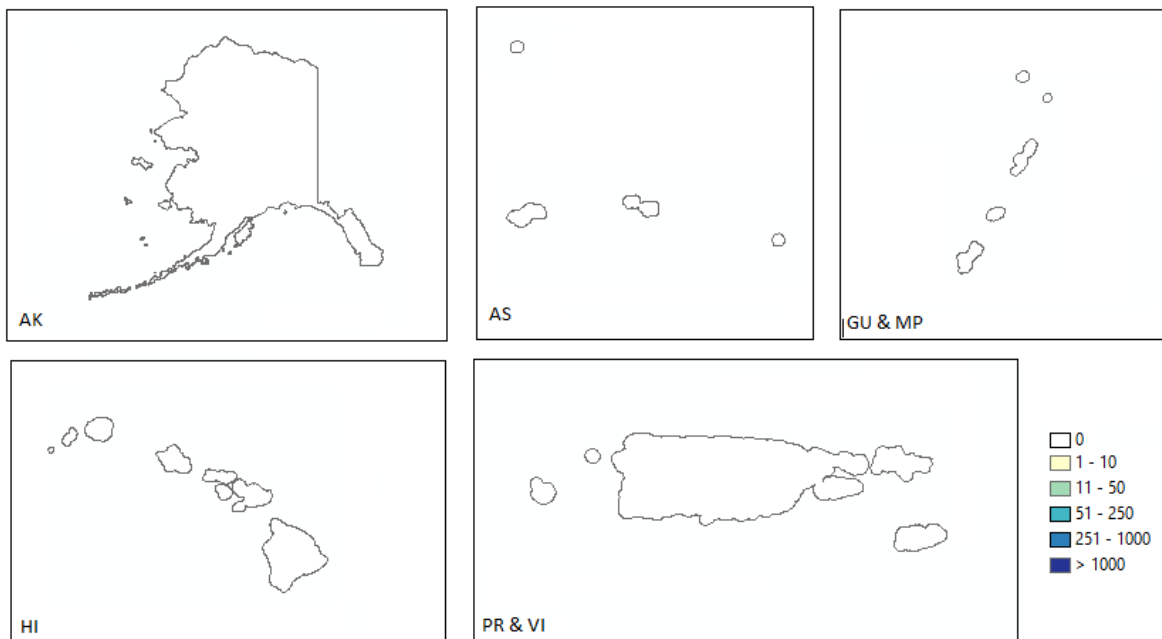 AK
AS
GU & MP
HI
PR & VI
0
1 - 10
11 - 50
51 - 250
251 - 1000
> 1000